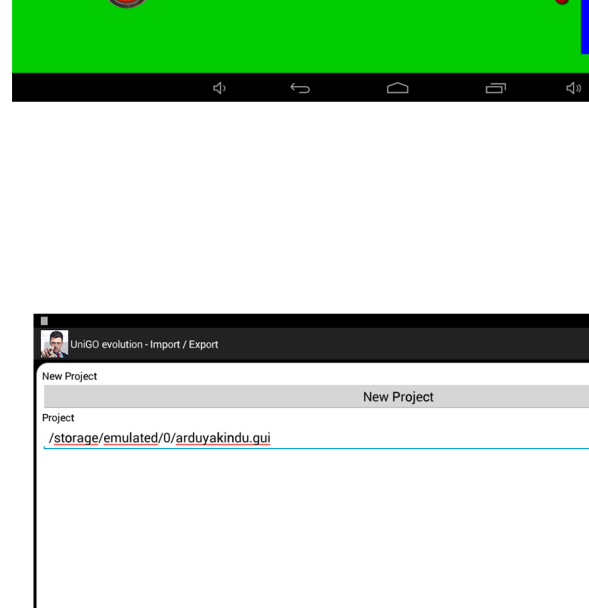 UniGO evolution - Import / Export
New Project
New Project
Project
/storage/emulated/0/arduyakindu.gui